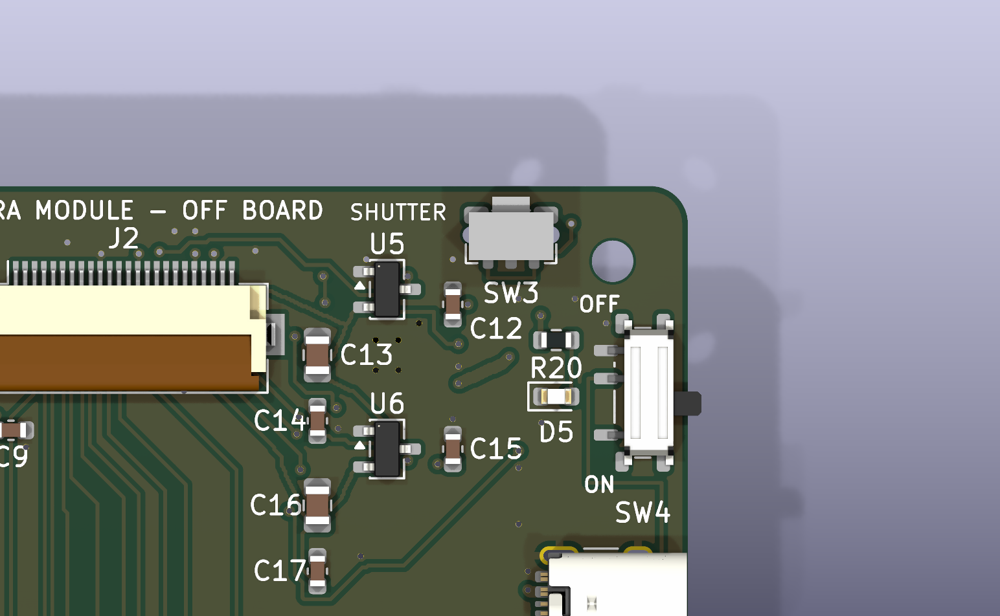 RA MODULE - OFF BOARD
SHUTTER
J2
U5
SW3
OFF
C12
C13
R20
U6
C14
D5
C15
C9
ON
C16
SW4
C17